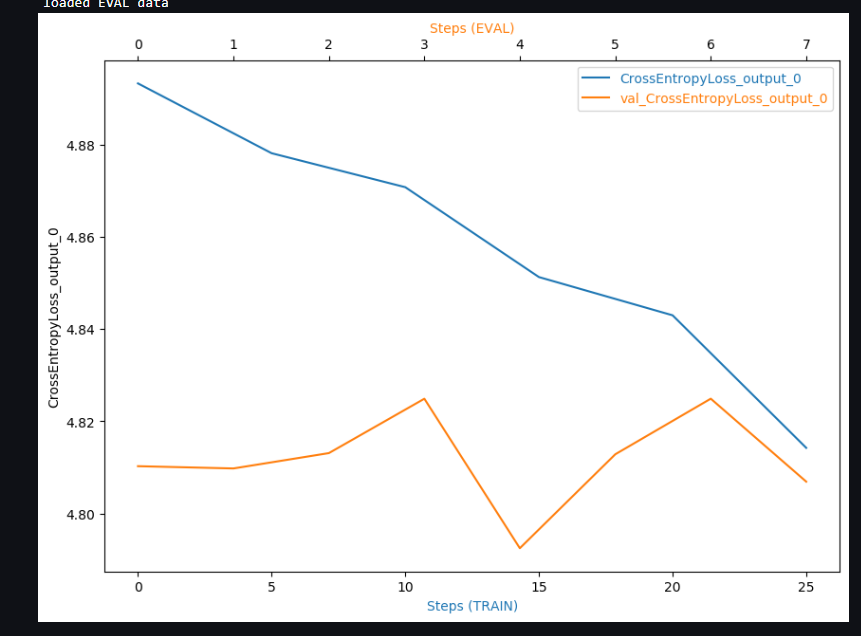 loaded EVAL data
Steps (EVAL)
0 1 2 3 4 5 6 7
CrossEntropyLoss_output_0
val_CrossEntropyLoss_output_0
CrossEntropyLoss_output_0
4.88
4.86
4.84
4.82
4.80
0 5 10 15 20 25
Steps (TRAIN)